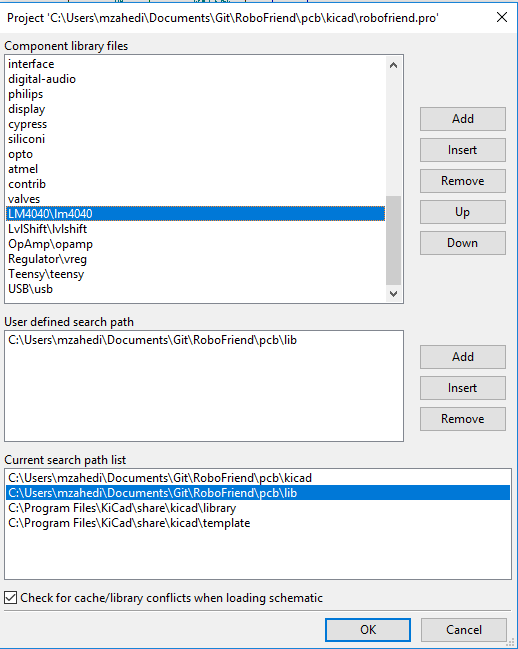 Project 'C:\Users\mzahedi\Documents\Git\RoboFriend\pcb\kicad\robofriend.pro'
Component library files
interface
digital-audio
philips
display
cypress
siliconi
opto
atmel
contrib
valves
LM4040\lm4040
LvlShift\lvlshift
OpAmp\opamp
Regulator\vreg
Teensy\teensy
USB\usb
Add
Insert
Remove
Up
Down
User defined search path
C:\Users\mzahedi\Documents\Git\RoboFriend\pcb\lib
Add
Insert
Remove
Current search path list
C:\Users\mzahedi\Documents\Git\RoboFriend\pcb\kicad
C:\Users\mzahedi\Documents\Git\RoboFriend\pcb\lib
C:\Program Files\KiCad\share\kicad\library
C:\Program Files\KiCad\share\kicad\template
Check for cache/library conflicts when loading schematic
OK
Cancel